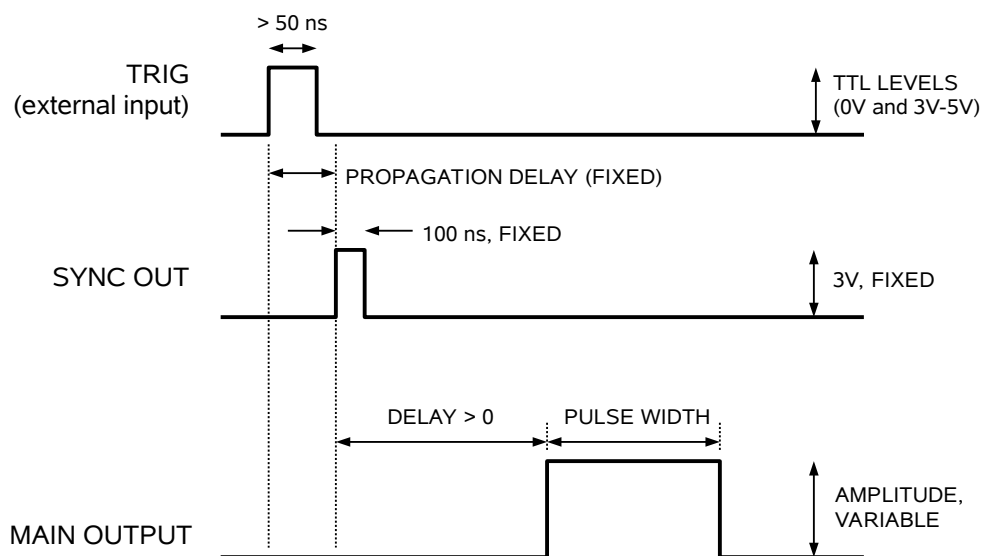 > 50 ns
TRIG
(external input)
TTL LEVELS
(0V and 3V-5V)
PROPAGATION DELAY (FIXED)
100 ns, FIXED
SYNC OUT
3V, FIXED
DELAY > 0
PULSE WIDTH
AMPLITUDE,
VARIABLE
MAIN OUTPUT